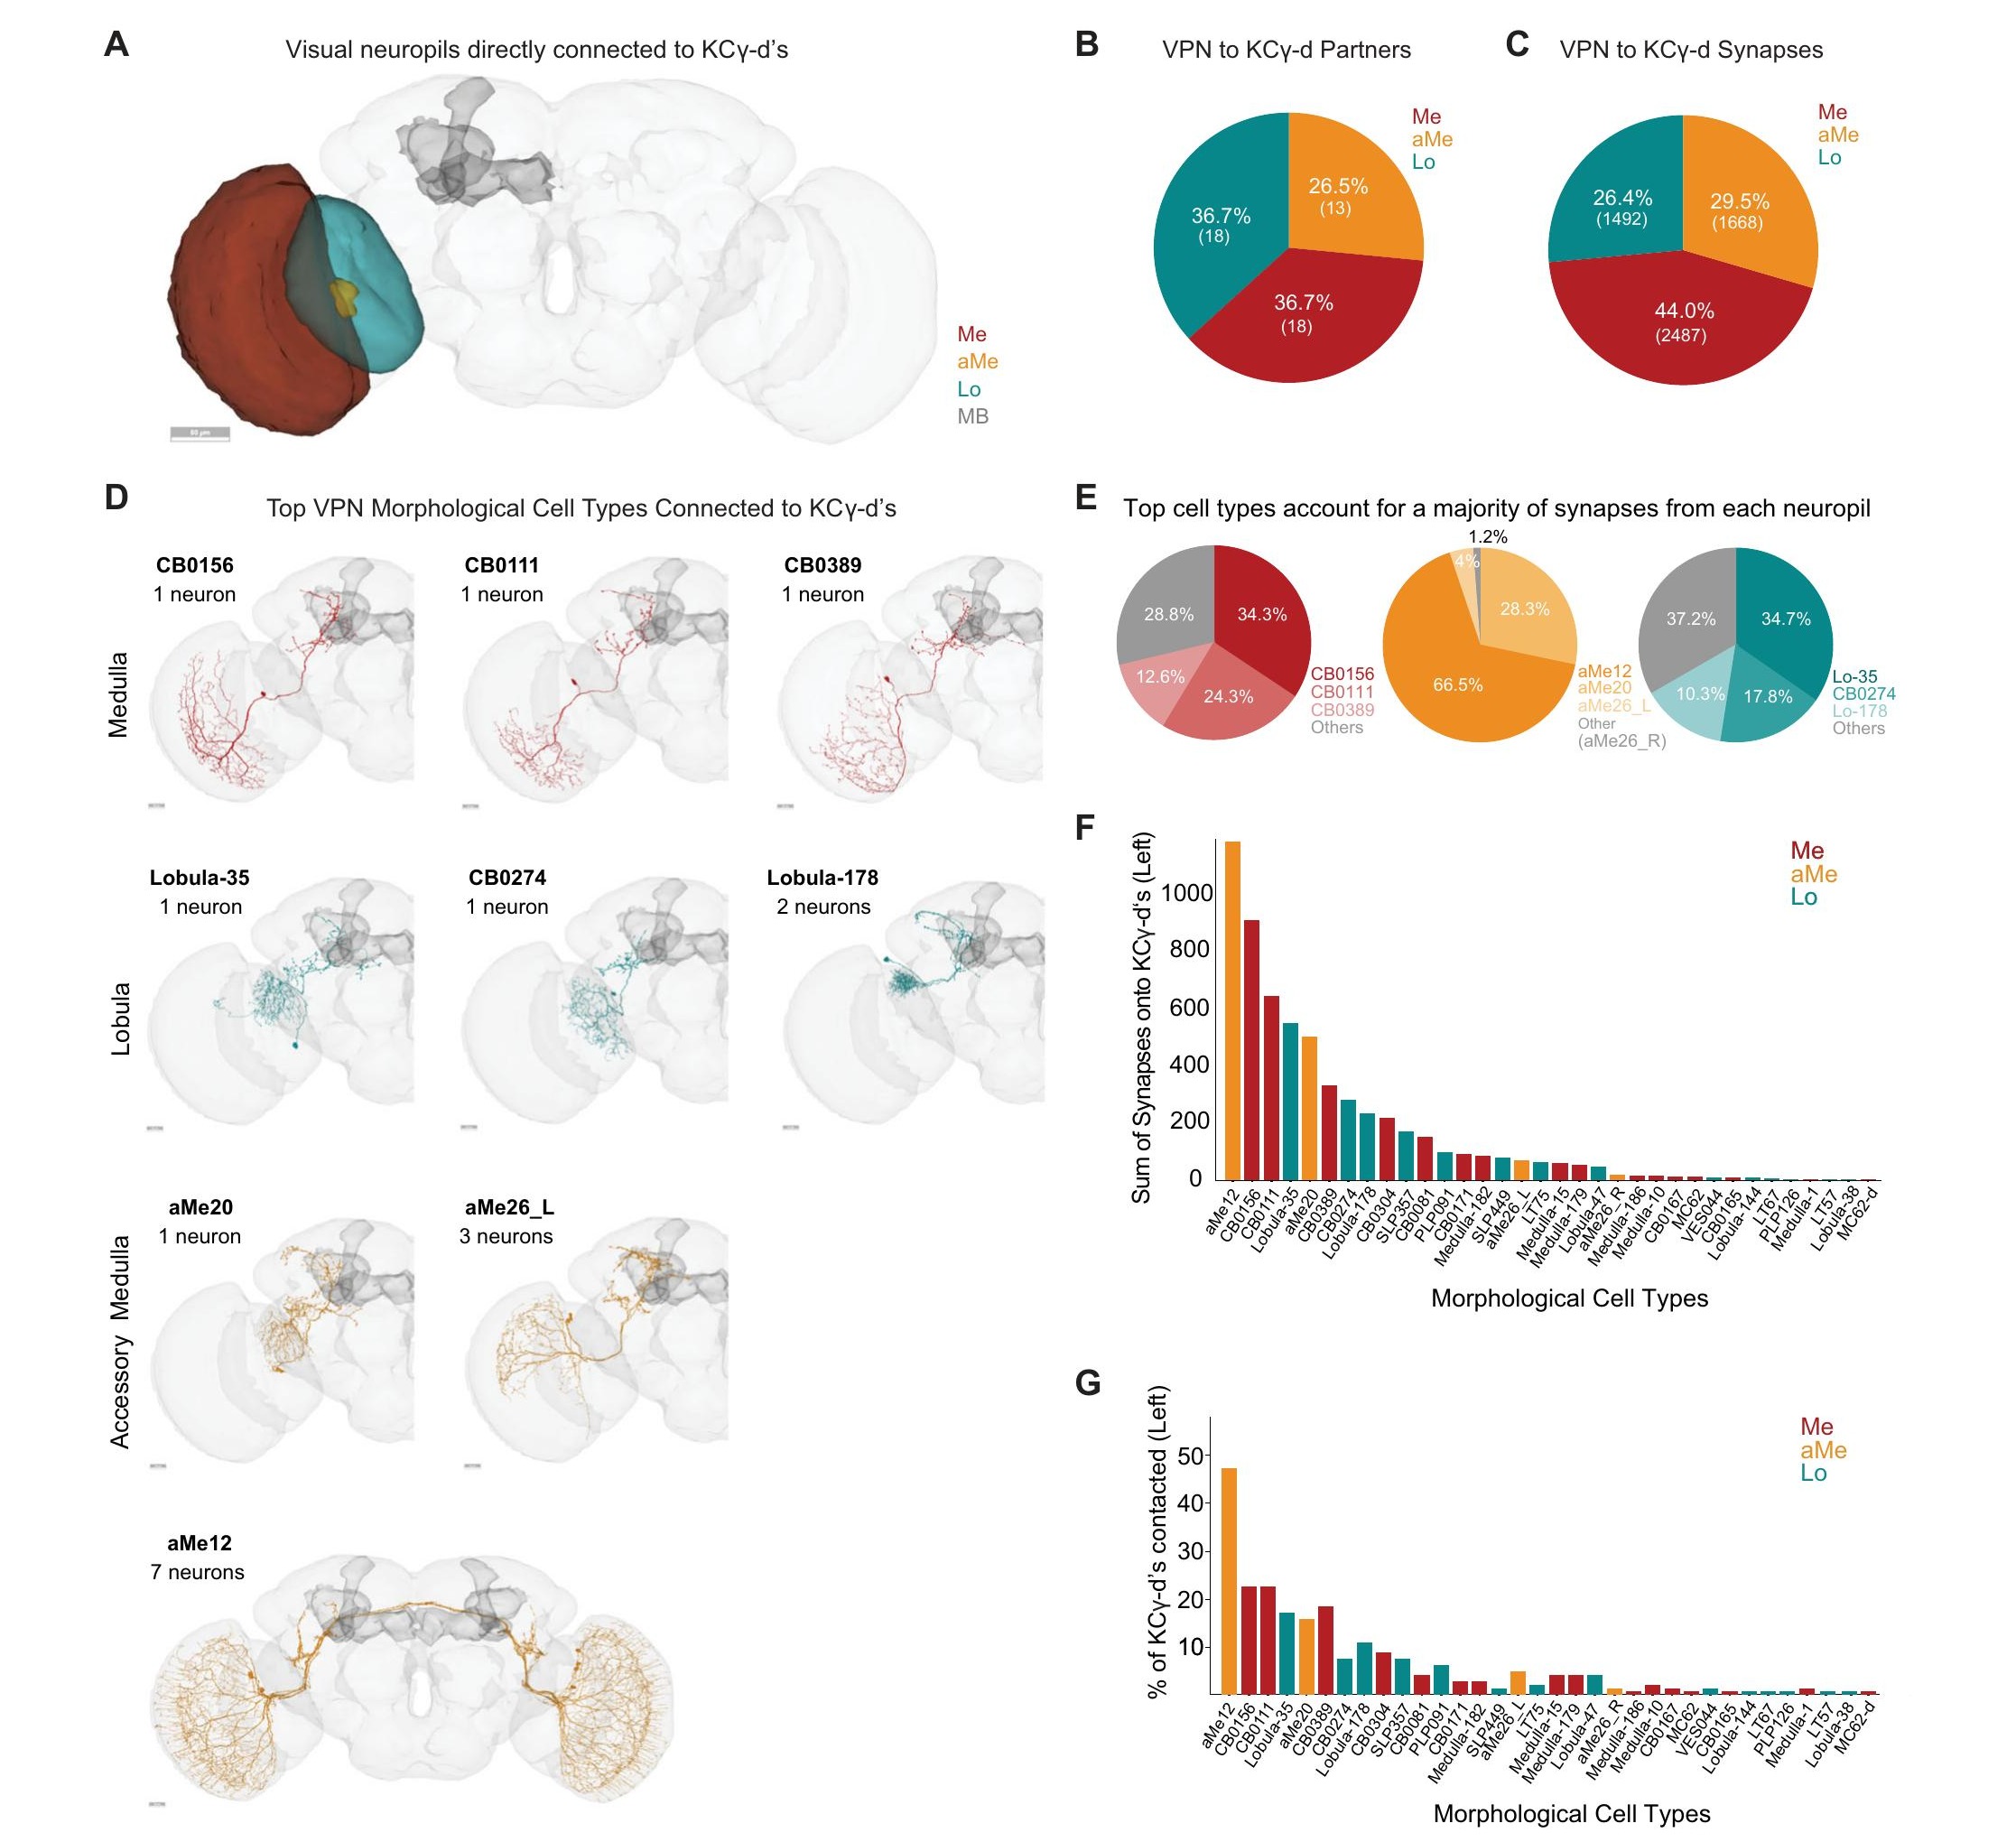 A
Visual neuropils directly connected to KCγ-d's
Me
aMe
Lo
MB
B
VPN to KCγ-d Partners
Me
aMe
Lo
26.5%
(13)
36.7%
(18)
36.7%
(18)
C
VPN to KCγ-d Synapses
Me
aMe
Lo
26.4%
(1492)
29.5%
(1668)
44.0%
(2487)
D
Top VPN Morphological Cell Types Connected to KCγ-d's
Medulla
CB0156
1 neuron
CB0111
1 neuron
CB0389
1 neuron
Lobula
Lobula-35
1 neuron
CB0274
1 neuron
Lobula-178
2 neurons
Accessory Medulla
aMe20
1 neuron
aMe26_L
3 neurons
aMe12
7 neurons
E
Top cell types account for a majority of synapses from each neuropil
28.8%
34.3%
12.6%
24.3%
CB0156
CB0111
CB0389
Others
1.2%
4%
28.3%
66.5%
aMe12
aMe20
aMe26_L
Other
(aMe26_R)
37.2%
34.7%
10.3%
17.8%
Lo-35
CB0274
Lo-178
Others
F
Sum of Synapses onto KCγ-d's (Left)
1000
800
600
400
200
0
Me
aMe
Lo
aMe12
CB0156
CB0111
Lobula-35
aMe20
CB0389
CB0274
Lobula-178
CB0304
SLP357
CB0081
PLP091
CB0171
Medulla-182
SLP449
aMe26_L
LT75
Medulla-15
Medulla-179
Lobula-47
aMe26_R
Medulla-186
Medulla-10
CB0167
MC62
VES044
CB0165
Lobula-144
LT67
PLP126
Medulla-1
LT57
Lobula-38
MC62-d
Morphological Cell Types
G
% of KCγ-d's contacted (Left)
50
40
30
20
10
Me
aMe
Lo
aMe12
CB0156
CB0111
Lobula-35
aMe20
CB0389
CB0274
Lobula-178
CB0304
SLP357
CB0081
PLP091
CB0171
Medulla-182
SLP449
aMe26_L
LT75
Medulla-15
Medulla-179
Lobula-47
aMe26_R
Medulla-186
Medulla-10
CB0167
MC62
VES044
CB0165
Lobula-144
LT67
PLP126
Medulla-1
LT57
Lobula-38
MC62-d
Morphological Cell Types